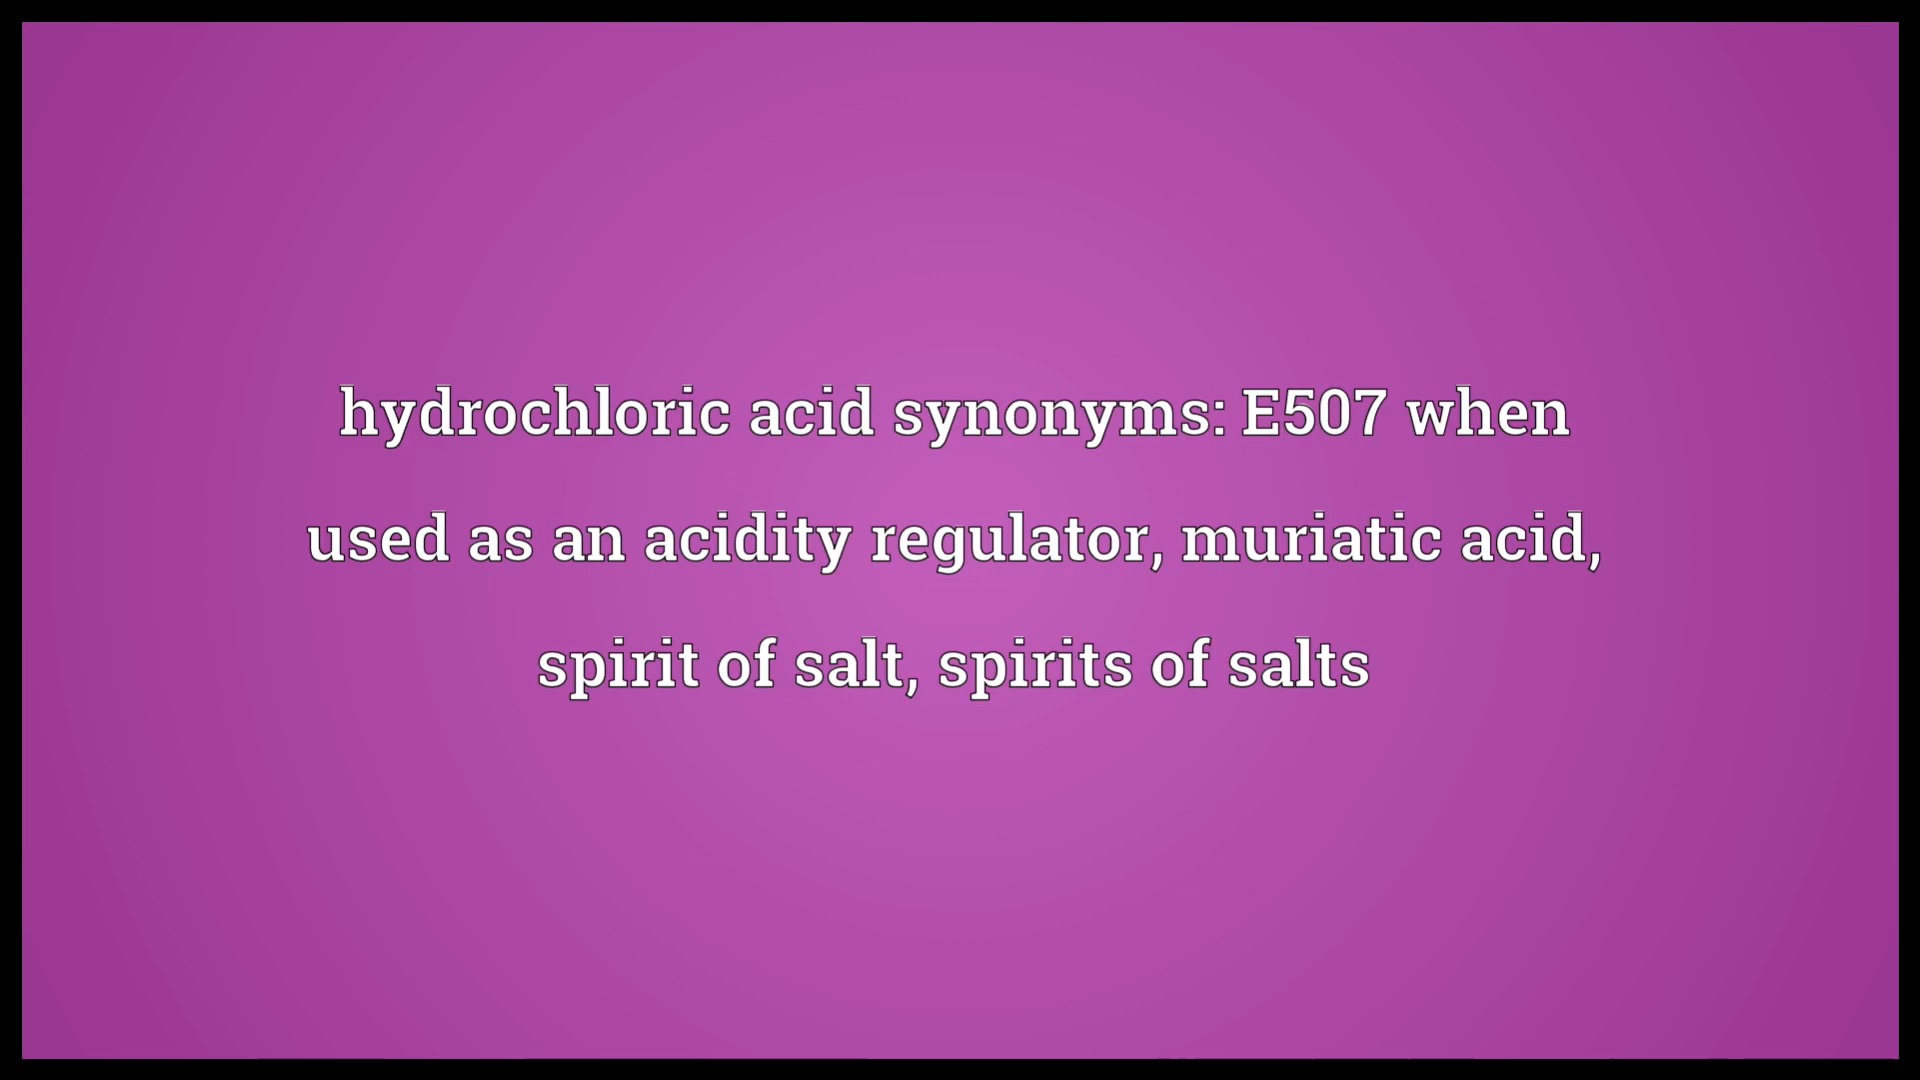 hydrochloric acid synonyms: E507 when
used as an acidity regulator, muriatic acid,
spirit of salt, spirits of salts